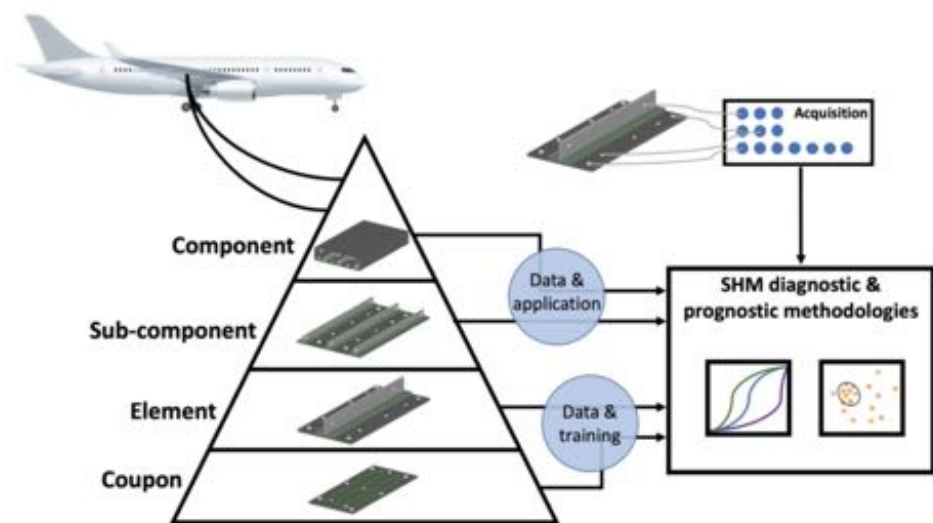 Acquisition
Component
Data &
application
SHM diagnostic &
prognostic methodologies
Sub-component
Element
Data &
training
Coupon